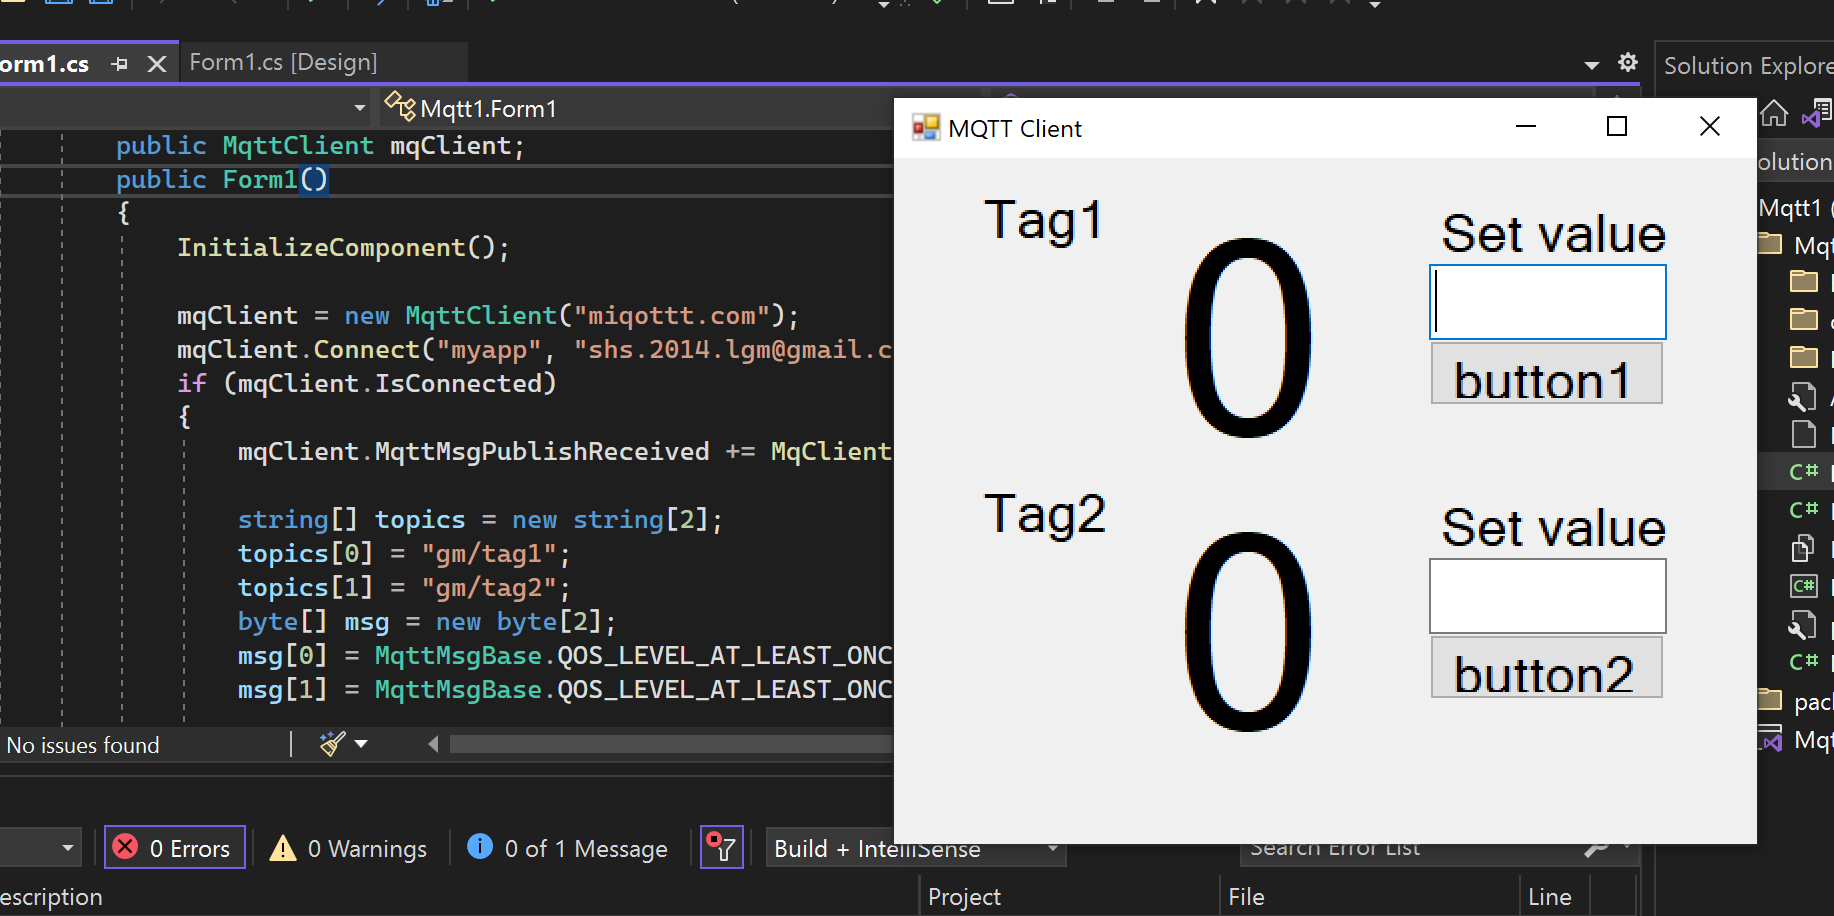 orm1.cs
Form1.cs [Design]
Solution Explore
Mqtt1.Form1
public MqttClient mqClient;
public Form1()
{
InitializeComponent();
mqClient = new MqttClient("miqottt.com");
mqClient.Connect("myapp", "shs.2014.lgm@gmail.c
if (mqClient.IsConnected)
{
mqClient.MqttMsgPublishReceived += MqClient
string[] topics = new string[2];
topics[0] = "gm/tag1";
topics[1] = "gm/tag2";
byte[] msg = new byte[2];
msg[0] = MqttMsgBase.QOS_LEVEL_AT_LEAST_ONC
msg[1] = MqttMsgBase.QOS_LEVEL_AT_LEAST_ONC
No issues found
MQTT Client
Tag1
0
Set value
button1
Tag2
0
Set value
button2
olution
Mqtt1 (
Mqt
C#
C#
C#
C#
pacl
Mqt
0 Errors
0 Warnings
0 of 1 Message
Build + IntelliSense
Search Error List
escription
Project
File
Line